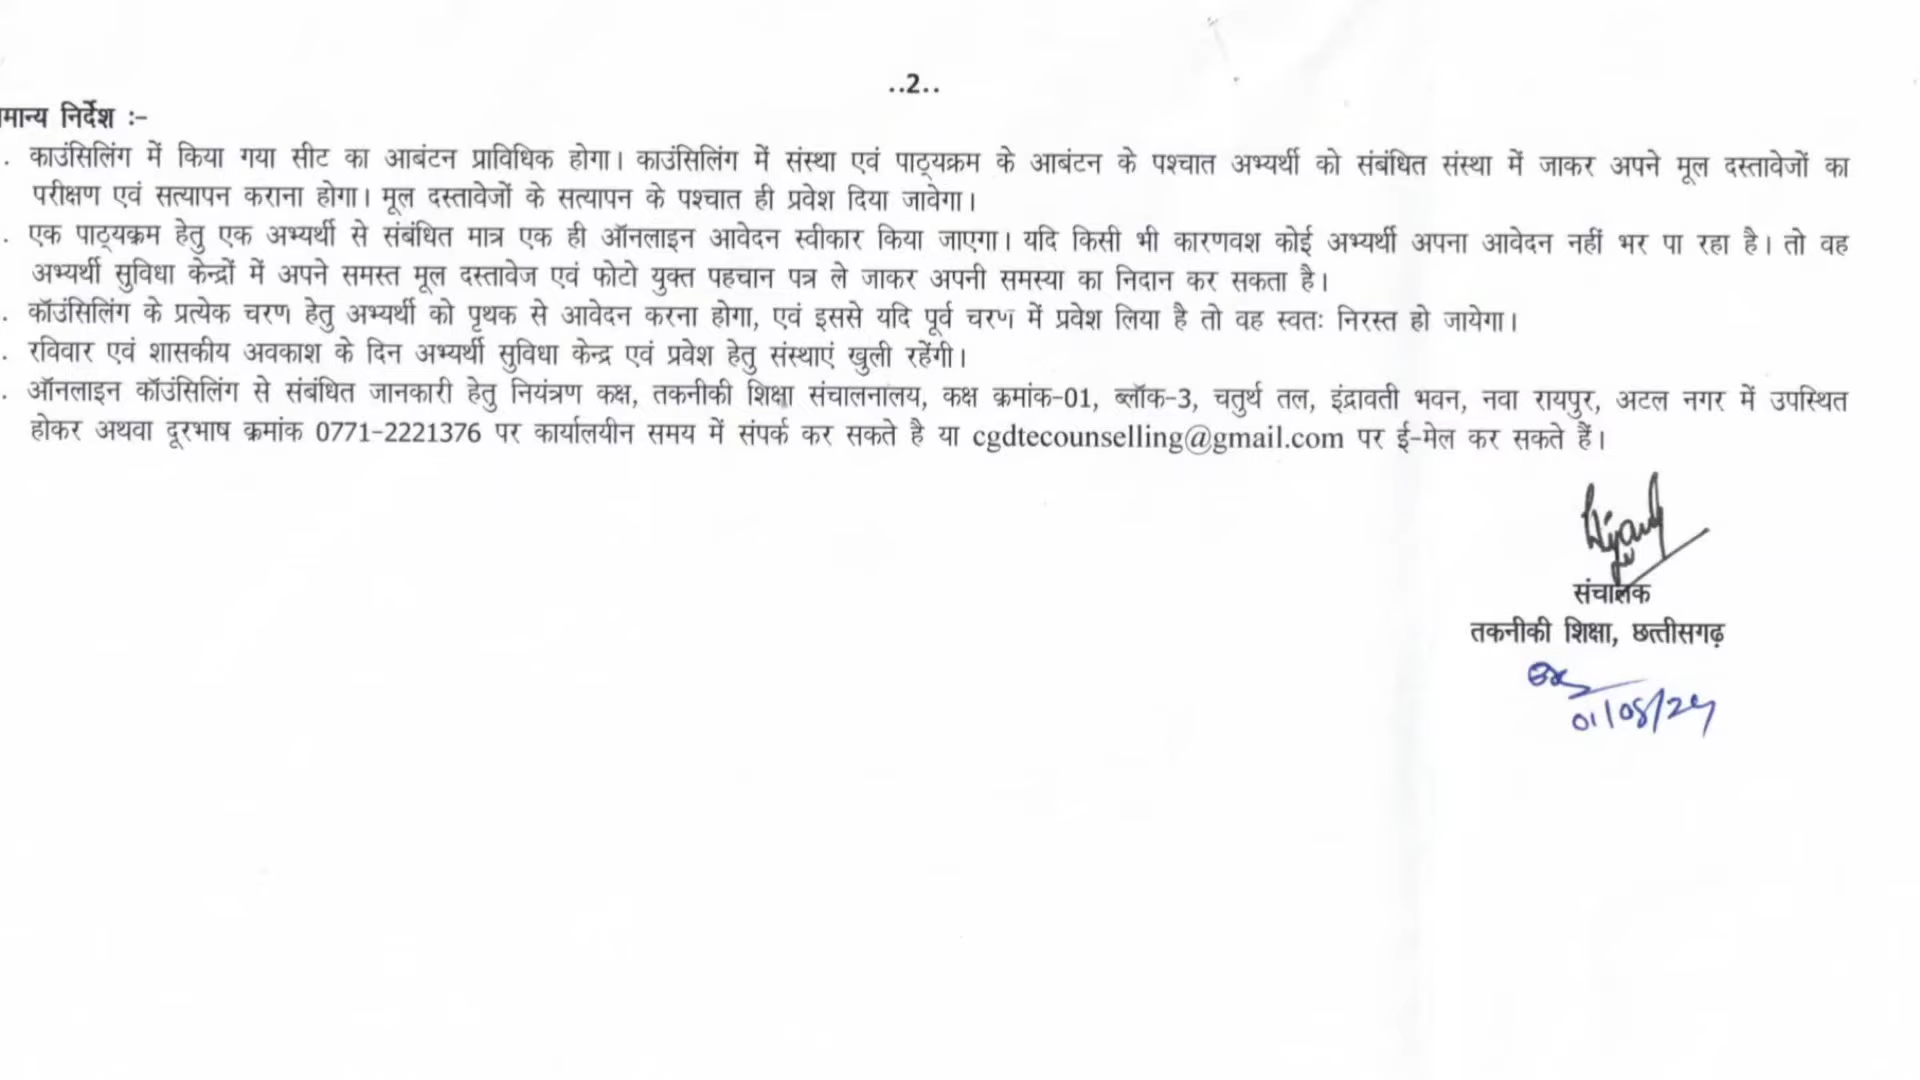 ..2..
मान्य निर्देश :–
. काउंसिलिंग में किया गया सीट का आबंटन प्राविधिक होगा। काउंसिलिंग में संस्था एवं पाठ्यक्रम के आबंटन के पश्चात अभ्यर्थी को संबंधित संस्था में जाकर अपने मूल दस्तावेजों का
परीक्षण एवं सत्यापन कराना होगा। मूल दस्तावेजों के सत्यापन के पश्चात ही प्रवेश दिया जावेगा।
. एक पाठ्यक्रम हेतु एक अभ्यर्थी से संबंधित मात्र एक ही ऑनलाइन आवेदन स्वीकार किया जाएगा। यदि किसी भी कारणवश कोई अभ्यर्थी अपना आवेदन नहीं भर पा रहा है। तो वह
अभ्यर्थी सुविधा केन्द्रों में अपने समस्त मूल दस्तावेज एवं फोटो युक्त पहचान पत्र ले जाकर अपनी समस्या का निदान कर सकता है।
. कॉउंसिलिंग के प्रत्येक चरण हेतु अभ्यर्थी को पृथक से आवेदन करना होगा, एवं इससे यदि पूर्व चरण में प्रवेश लिया है तो वह स्वतः निरस्त हो जायेगा।
. रविवार एवं शासकीय अवकाश के दिन अभ्यर्थी सुविधा केन्द्र एवं प्रवेश हेतु संस्थाएं खुली रहेंगी।
. ऑनलाइन कॉउंसिलिंग से संबंधित जानकारी हेतु नियंत्रण कक्ष, तकनीकी शिक्षा संचालनालय, कक्ष क्रमांक-01, ब्लॉक-3, चतुर्थ तल, इंद्रावती भवन, नवा रायपुर, अटल नगर में उपस्थित
होकर अथवा दूरभाष क्रमांक 0771-2221376 पर कार्यालयीन समय में संपर्क कर सकते है या cgdtecounselling@gmail.com पर ई-मेल कर सकते हैं।
संचालक
तकनीकी शिक्षा, छत्तीसगढ़
01/08/24